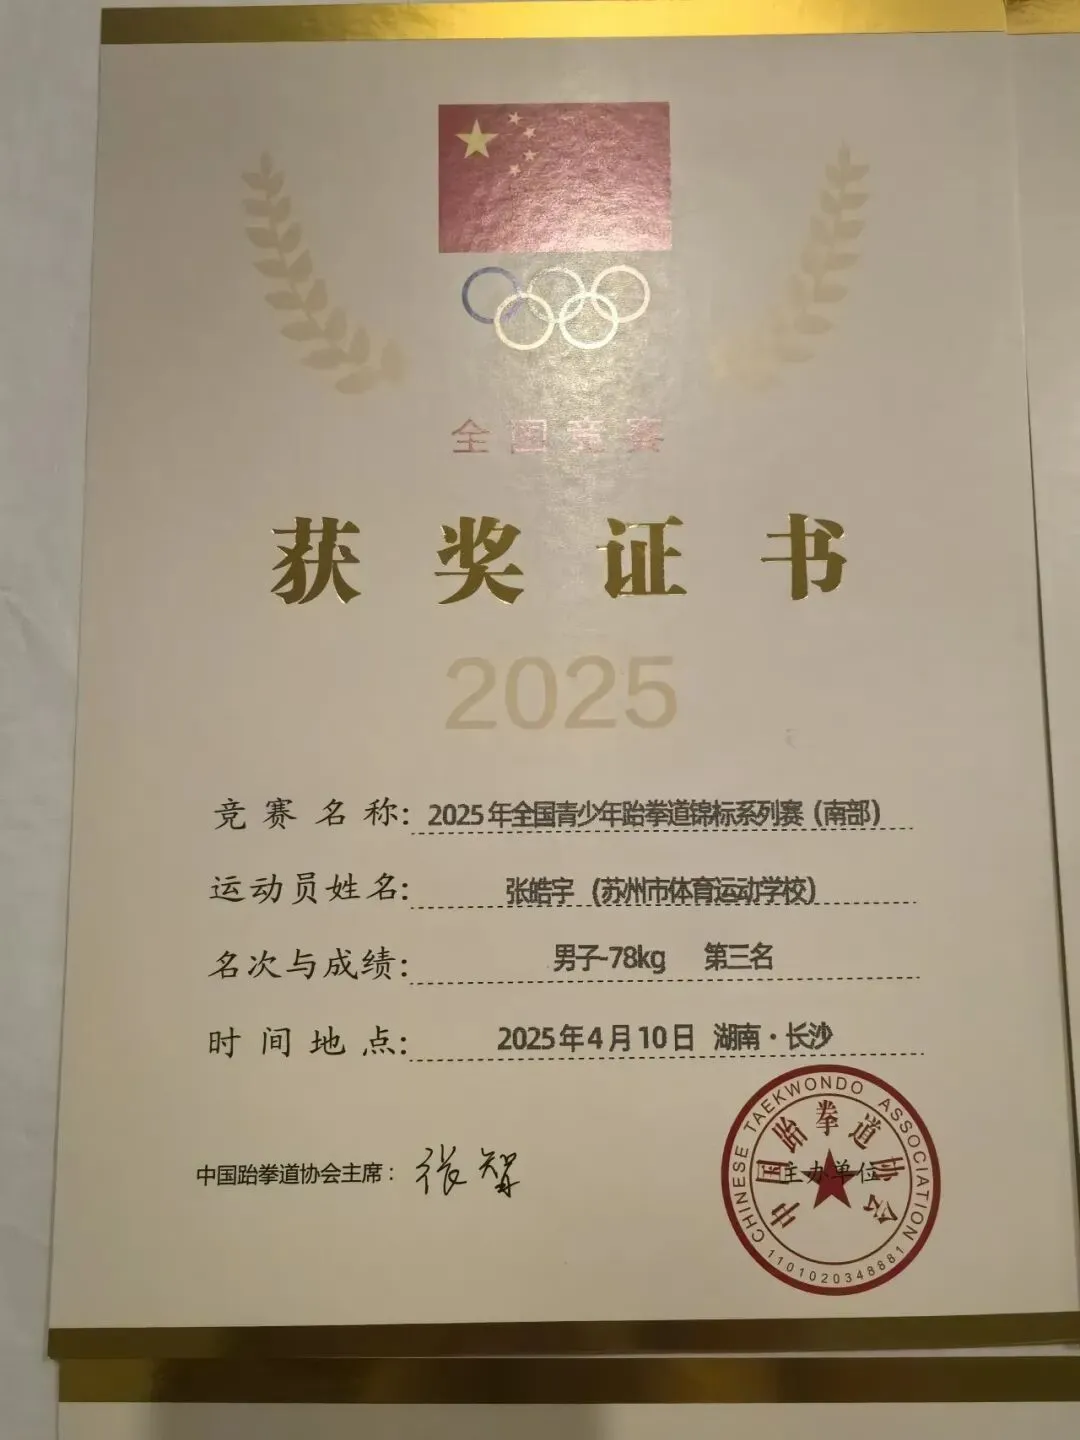 全国竞赛
获奖证书
2025
竞赛名称: 2025年全国青少年跆拳道锦标系列赛（南部）
运动员姓名: 张皓宇（苏州市体育运动学校）
名次与成绩: 男子-78kg 第三名
时间地点: 2025年4月10日 湖南·长沙
中国跆拳道协会主席： 张智
CHINESE TAEKWONDO ASSOCIATION
中国跆拳道协会
主办单位
1101020348881